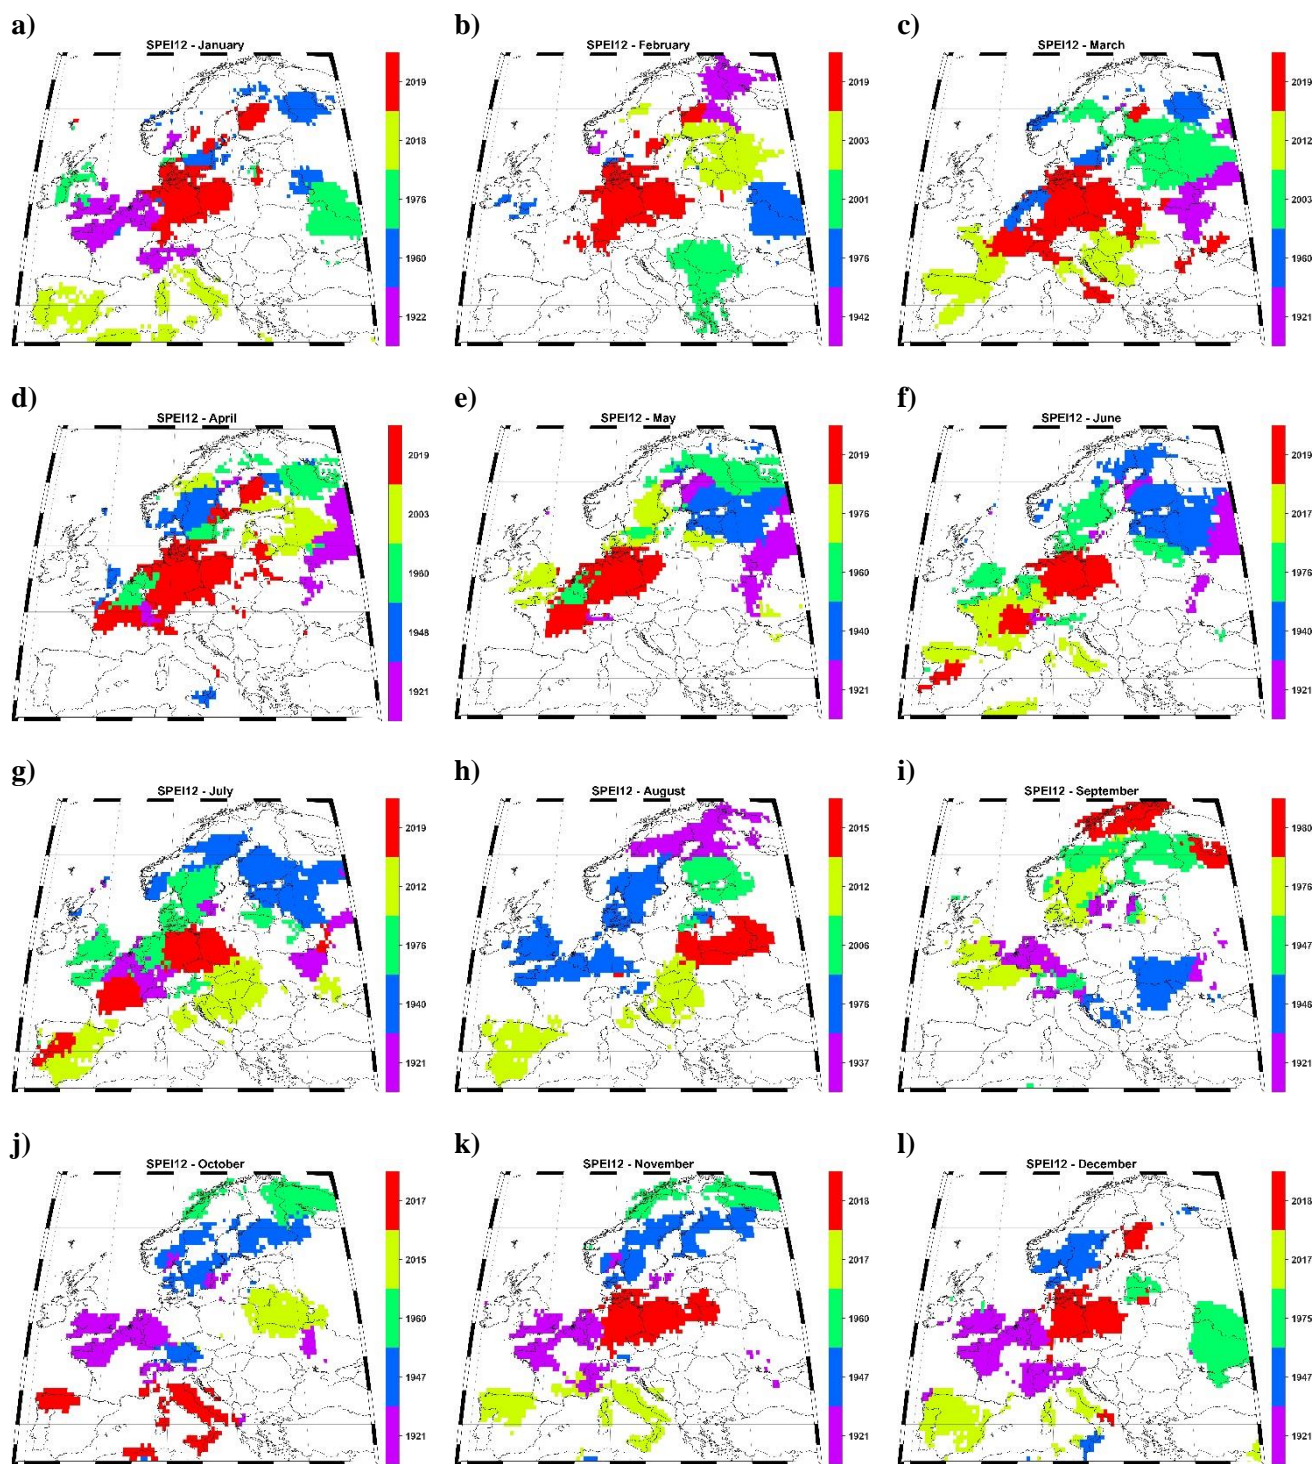 a)
SPEI12 - January
2019
2018
1976
1960
1922
b)
SPEI12 - February
2019
2003
2001
1976
1942
c)
SPEI12 - March
2019
2012
2003
1960
1921
d)
SPEI12 - April
2019
2003
1960
1948
1921
e)
SPEI12 - May
2019
1976
1960
1940
1921
f)
SPEI12 - June
2019
2017
1976
1940
1921
g)
SPEI12 - July
2019
2012
1976
1940
1921
h)
SPEI12 - August
2015
2012
2006
1976
1937
i)
SPEI12 - September
1980
1976
1947
1946
1921
j)
SPEI12 - October
2017
2015
1960
1947
1921
k)
SPEI12 - November
2018
2017
1960
1947
1921
l)
SPEI12 - December
2018
2017
1975
1947
1921